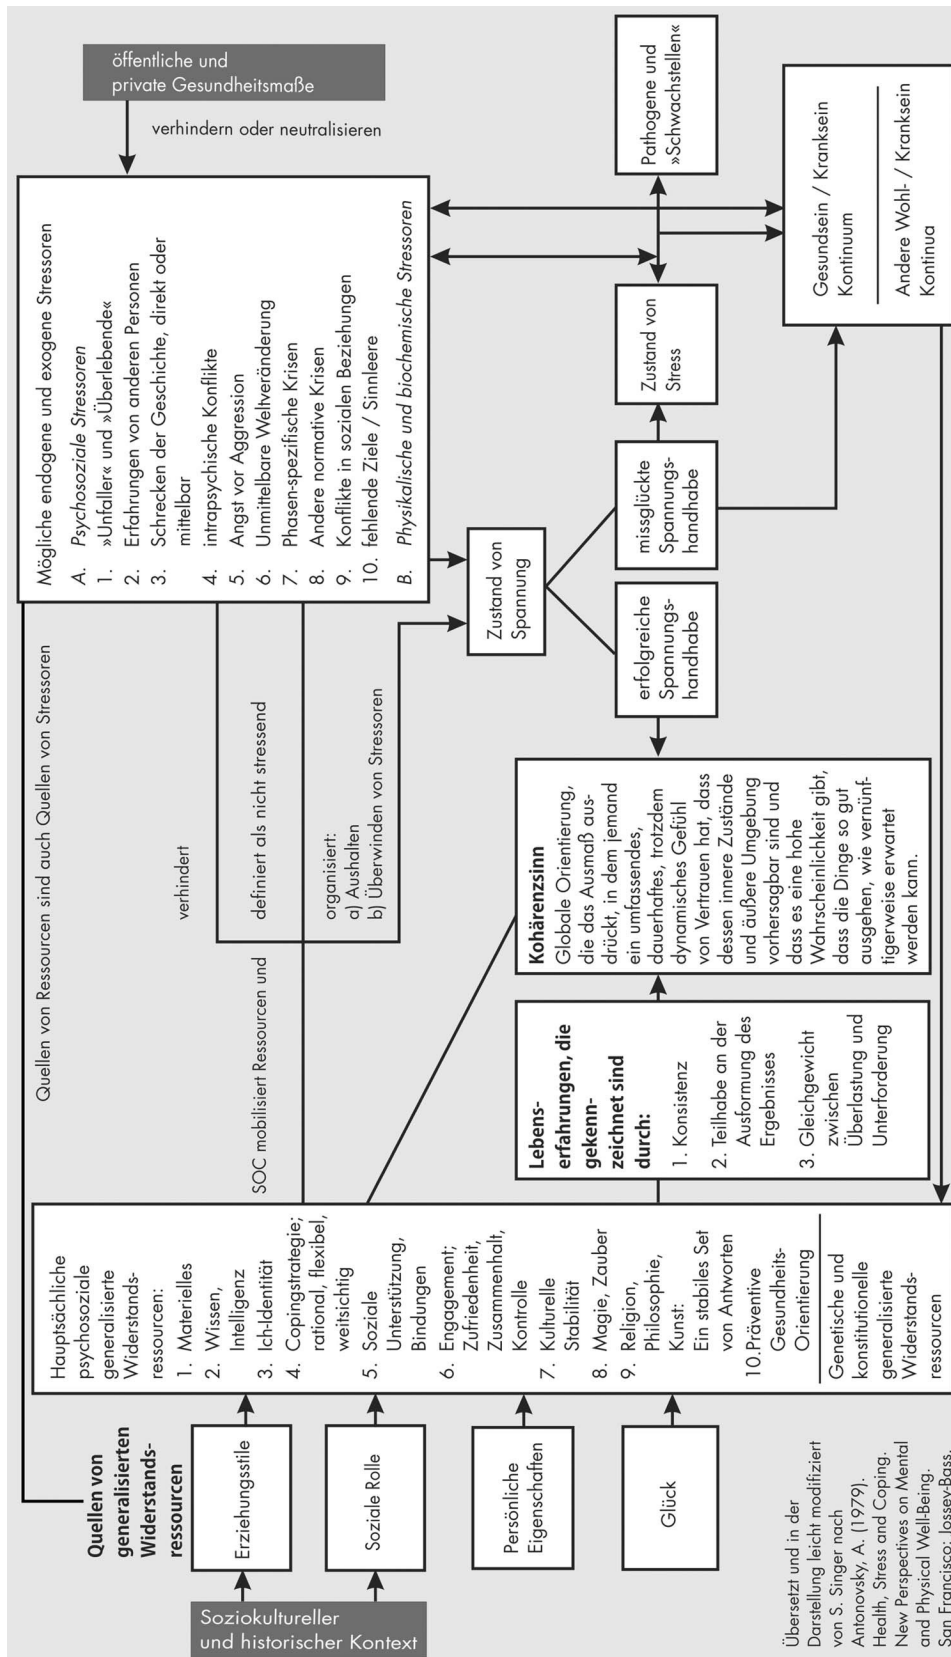 Quellen von
generalisierten
Widerstands-
ressourcen
Soziokultureller
und historischer Kontext
Erziehungsstile
Soziale Rolle
Persönliche
Eigenschaften
Glück
Übersetzt und in der
Darstellung leicht modifiziert
von S. Singer nach
Antonovsky, A. (1979).
Health, Stress and Coping.
New Perspectives on Mental
and Physical Well-Being.
San Francisco: Jossey-Bass.
Hauptsächliche
psychosoziale
generalisierte
Widerstands-
ressourcen:
1. Materielles
2. Wissen,
Intelligenz
3. Ich-Identität
4. Copingstrategie;
rational, flexibel,
weitsichtig
5. Soziale
Unterstützung,
Bindungen
6. Engagement;
Zufriedenheit,
Zusammenhalt,
Kontrolle
7. Kulturelle
Stabilität
8. Magie, Zauber
9. Religion,
Philosophie,
Kunst:
Ein stabiles Set
von Antworten
10. Präventive
Gesundheits-
Orientierung
Genetische und
konstitutionelle
generalisierte
Widerstands-
ressourcen
Quellen von Ressourcen sind auch Quellen von Stressoren
SOC mobilisiert Ressourcen und
verhindert
definiert als nicht stressend
organisiert:
a) Aushalten
b) Überwinden von Stressoren
Lebens-
erfahrungen, die
gekenn-
zeichnet sind
durch:
1. Konsistenz
2. Teilhabe an der
Ausformung des
Ergebnisses
3. Gleichgewicht
zwischen
Überlastung und
Unterforderung
Kohärenzsinn
Globale Orientierung,
die das Ausmaß aus-
drückt, in dem jemand
ein umfassendes,
dauerhaftes, trotzdem
dynamisches Gefühl
von Vertrauen hat, dass
dessen innere Zustände
und äußere Umgebung
vorhersagbar sind und
dass es eine hohe
Wahrscheinlichkeit gibt,
dass die Dinge so gut
ausgehen, wie vernünf-
tigerweise erwartet
werden kann.
öffentliche und
private Gesundheitsmaße
verhindern oder neutralisieren
Mögliche endogene und exogene Stressoren
A. Psychosoziale Stressoren
1. »Unfaller« und »Überlebende«
2. Erfahrungen von anderen Personen
3. Schrecken der Geschichte, direkt oder
mittelbar
4. intrapsychische Konflikte
5. Angst vor Aggression
6. Unmittelbare Weltveränderung
7. Phasen-spezifische Krisen
8. Andere normative Krisen
9. Konflikte in sozialen Beziehungen
10. fehlende Ziele / Sinnleere
B. Physikalische und biochemische Stressoren
Zustand von
Spannung
erfolgreiche
Spannungs-
handhabe
missglückte
Spannungs-
handhabe
Zustand von
Stress
Pathogene und
»Schwachstellen«
Gesundsein / Kranksein
Kontinuum
Andere Wohl- / Kranksein
Kontinua